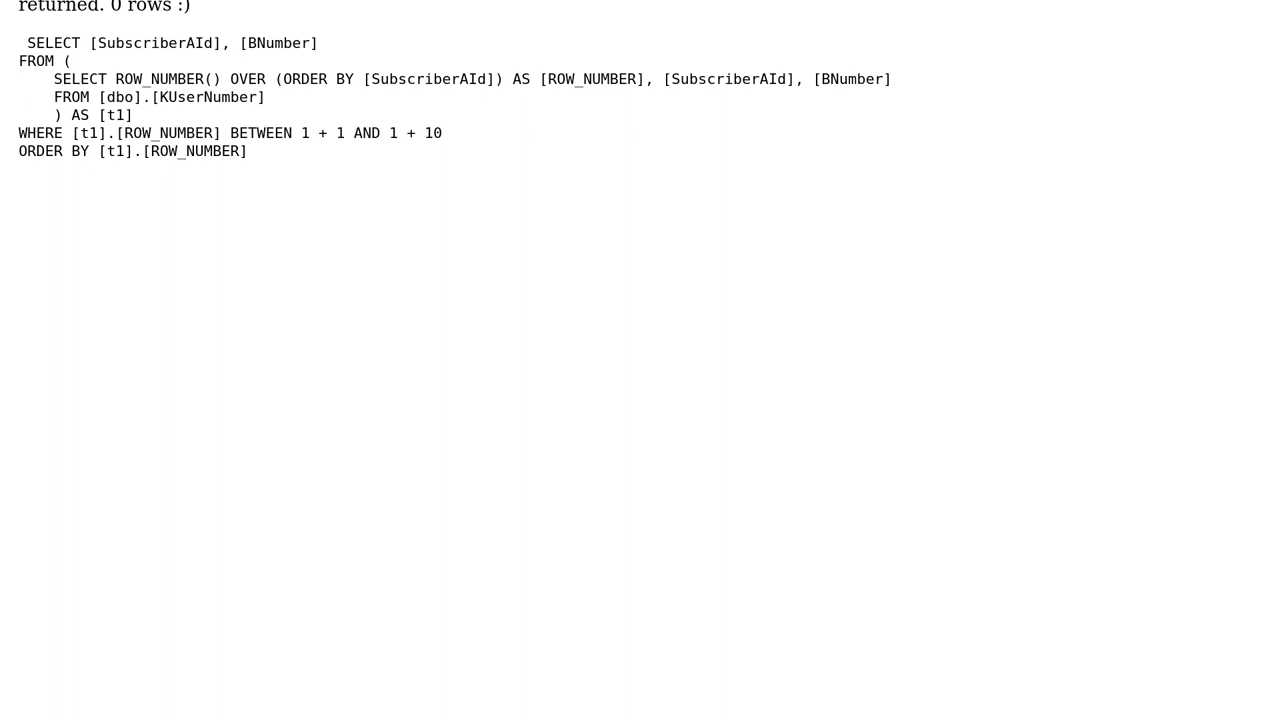 returned. 0 rows :)
SELECT [SubscriberAId], [BNumber]
FROM (
    SELECT ROW_NUMBER() OVER (ORDER BY [SubscriberAId]) AS [ROW_NUMBER], [SubscriberAId], [BNumber]
    FROM [dbo].[KUserNumber]
    ) AS [t1]
WHERE [t1].[ROW_NUMBER] BETWEEN 1 + 1 AND 1 + 10
ORDER BY [t1].[ROW_NUMBER]